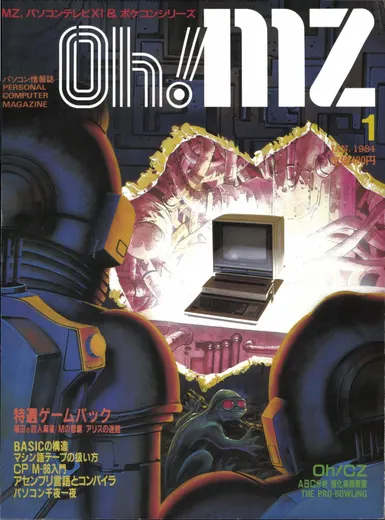 MZ, パソコンテレビX1 & ポケコンシリーズ
Oh!MZ
パソコン情報誌
PERSONAL
COMPUTER
MAGAZINE
1
JAN. 1984
特選ゲームパック
BASICの構造
マシン語テープの扱い方
CP/M-86入門
アセンブリ言語とコンパイラ
パソコン千夜一夜
Oh!CZ
THE PRO-BOWLING